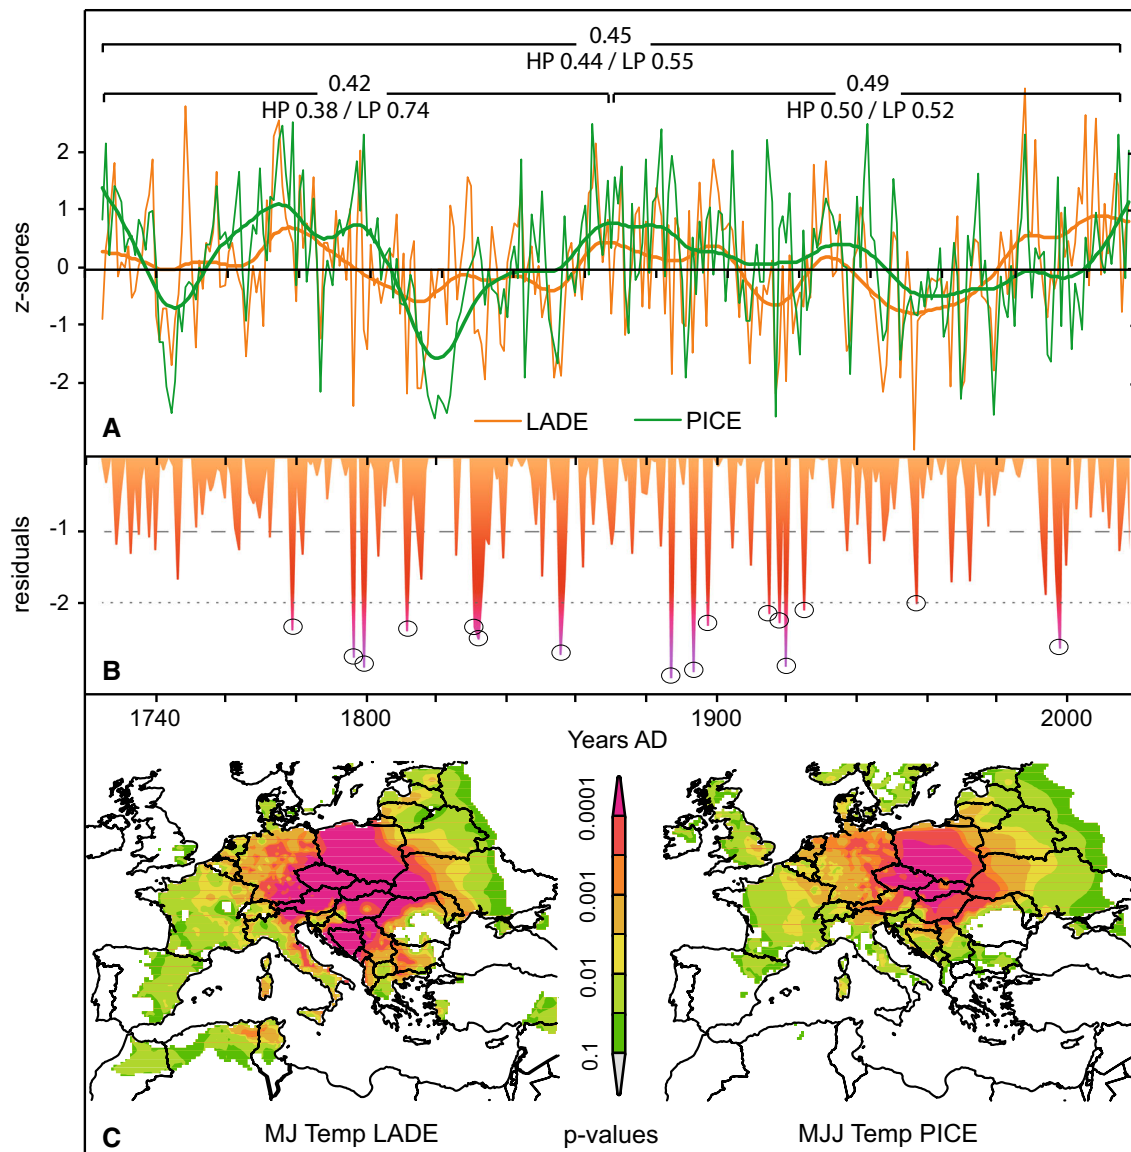 0.45
HP 0.44 / LP 0.55
0.42
0.49
HP 0.38 / LP 0.74
HP 0.50 / LP 0.52
2
1
0
-1
-2
z-scores
A
LADE
PICE
-1
-2
residuals
B
1740
1800
1900
2000
Years AD
0.0001
0.001
0.01
0.1
C
MJ Temp LADE
p-values
MJJ Temp PICE